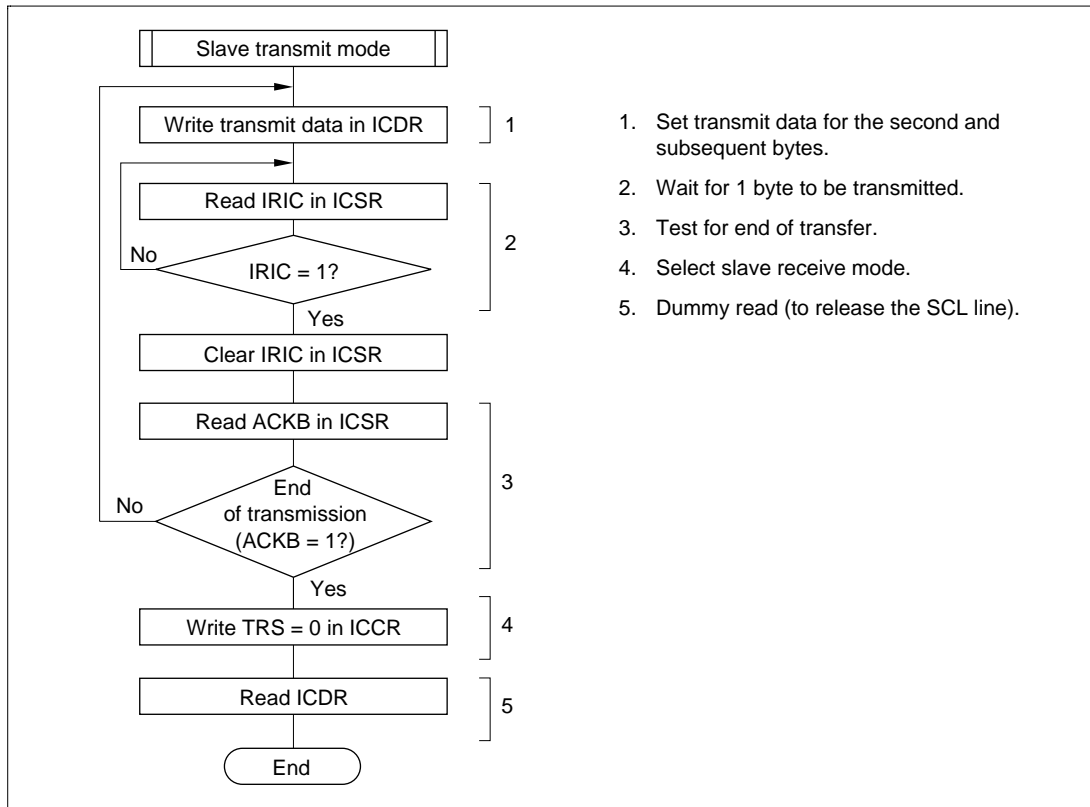 Slave transmit mode
Write transmit data in ICDR
1
Read IRIC in ICSR
No
IRIC = 1?
2
Yes
Clear IRIC in ICSR
Read ACKB in ICSR
3
No
End
of transmission
(ACKB = 1?)
Yes
Write TRS = 0 in ICCR
4
Read ICDR
5
End
1. Set transmit data for the second and
subsequent bytes.
2. Wait for 1 byte to be transmitted.
3. Test for end of transfer.
4. Select slave receive mode.
5. Dummy read (to release the SCL line).